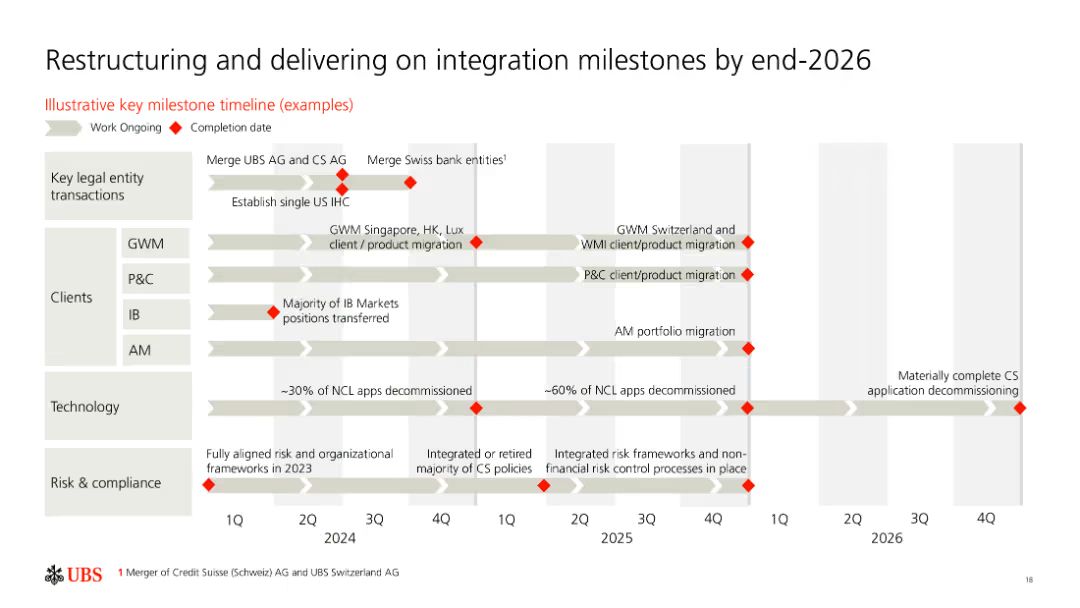 Restructuring and delivering on integration milestones by end-2026
Illustrative key milestone timeline (examples)
Work Ongoing
Completion date
Key legal entity
transactions
Merge UBS AG and CS AG
Merge Swiss bank entities1
Establish single US IHC
Clients
GWM
GWM Singapore, HK, Lux
client / product migration
GWM Switzerland and
WMI client/product migration
P&C
P&C client/product migration
IB
Majority of IB Markets
positions transferred
AM
AM portfolio migration
Technology
~30% of NCL apps decommissioned
~60% of NCL apps decommissioned
Materially complete CS
application decommissioning
Risk & compliance
Fully aligned risk and organizational
frameworks in 2023
Integrated or retired
majority of CS policies
Integrated risk frameworks and non-
financial risk control processes in place
1Q 2Q 3Q 4Q 1Q 2Q 3Q 4Q 1Q 2Q 3Q 4Q
2024 2025 2026
UBS
1 Merger of Credit Suisse (Schweiz) AG and UBS Switzerland AG
18